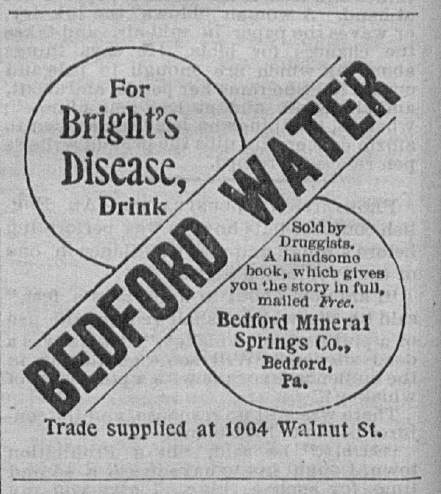 For
Bright's
Disease,
Drink
BEDFORD WATER
Sold by
Druggists.
A handsome
book, which gives
you the story in full,
mailed Free.
Bedford Mineral
Springs Co.,
Bedford,
Pa.
Trade supplied at 1004 Walnut St.